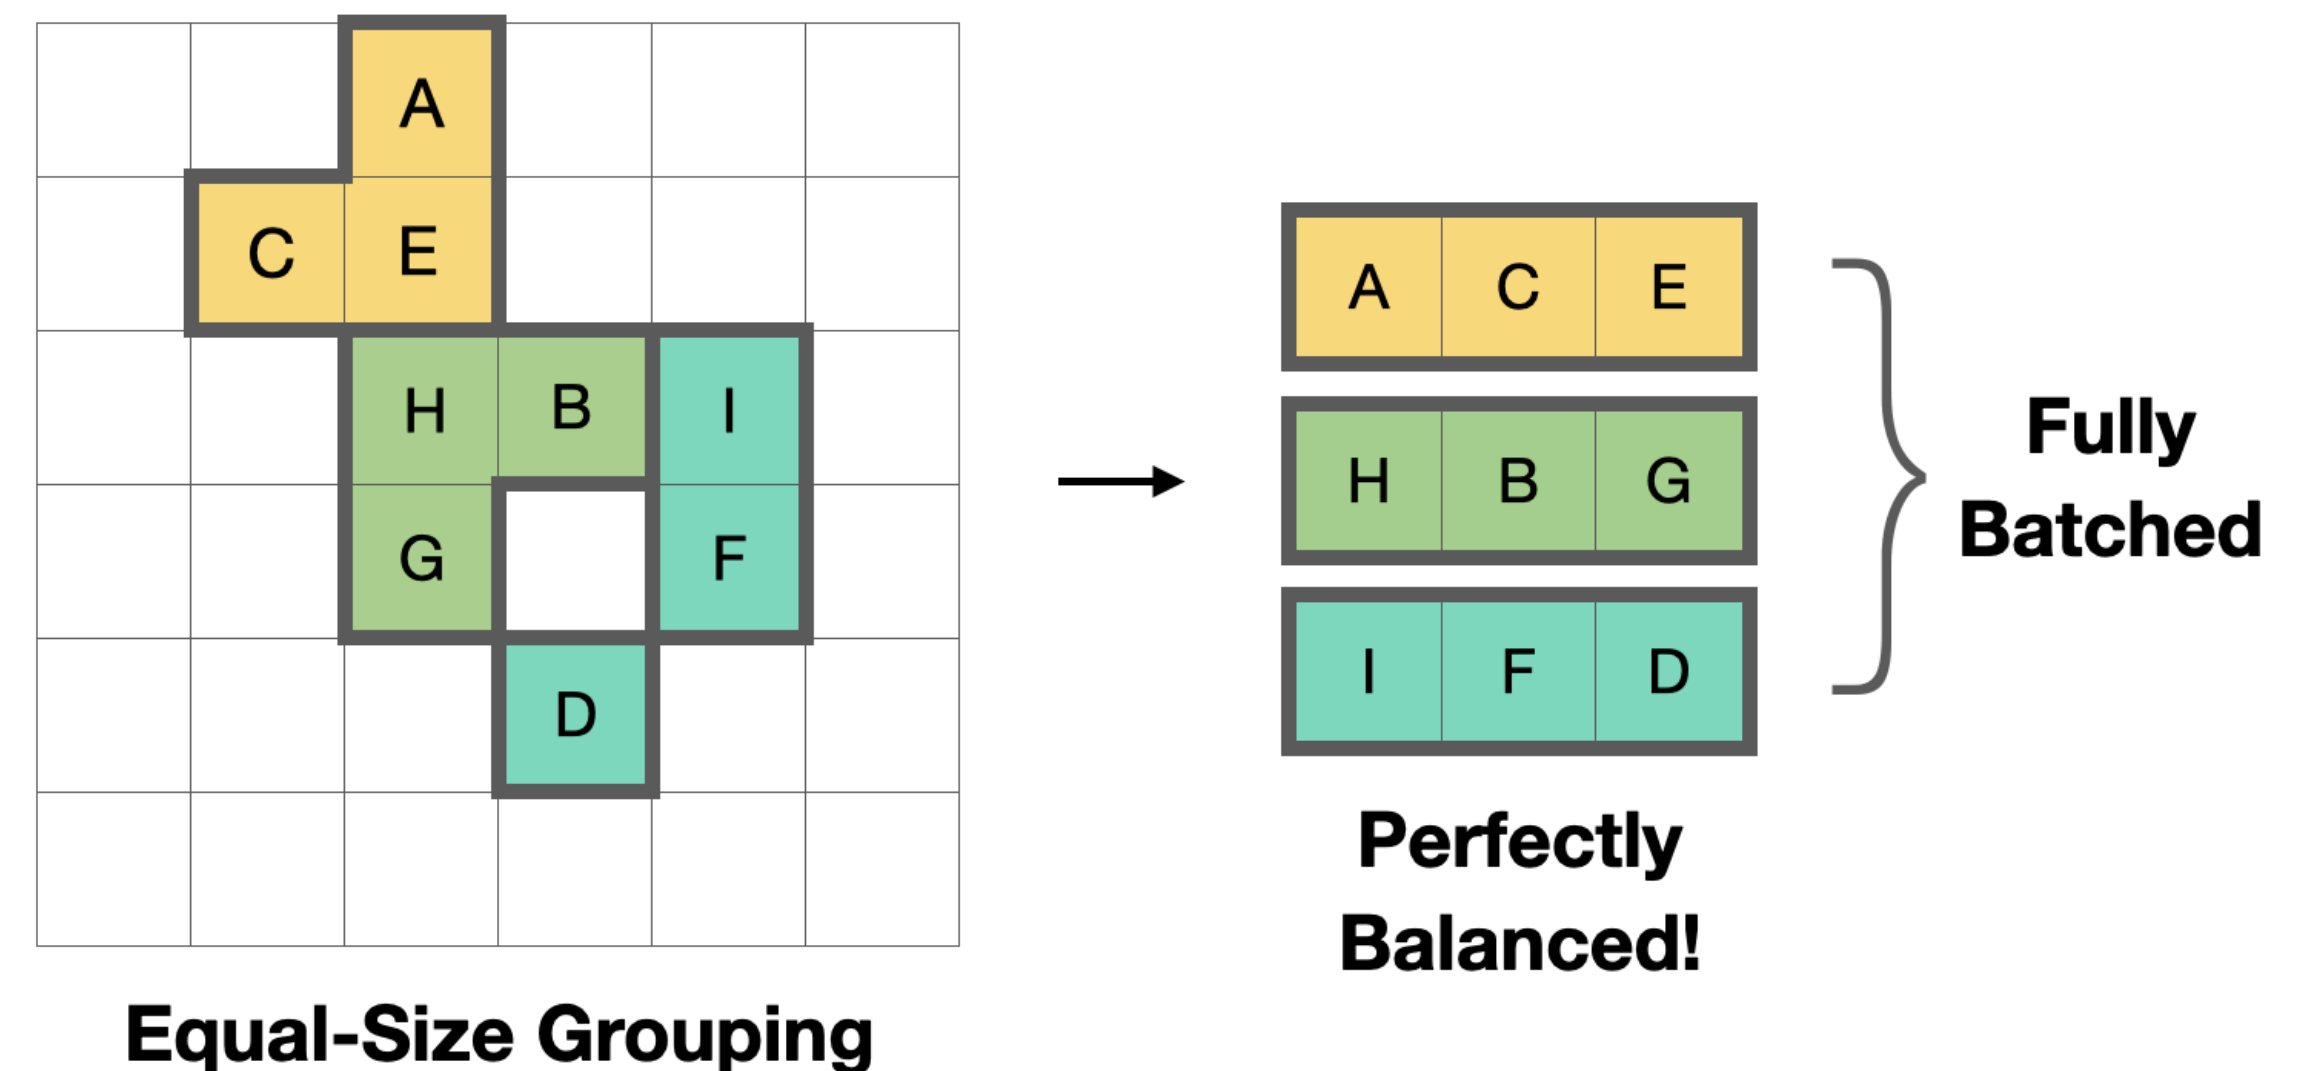 A
C E
H B I
G F
D
Equal-Size Grouping
A C E
H B G
I F D
Perfectly
Balanced!
Fully
Batched